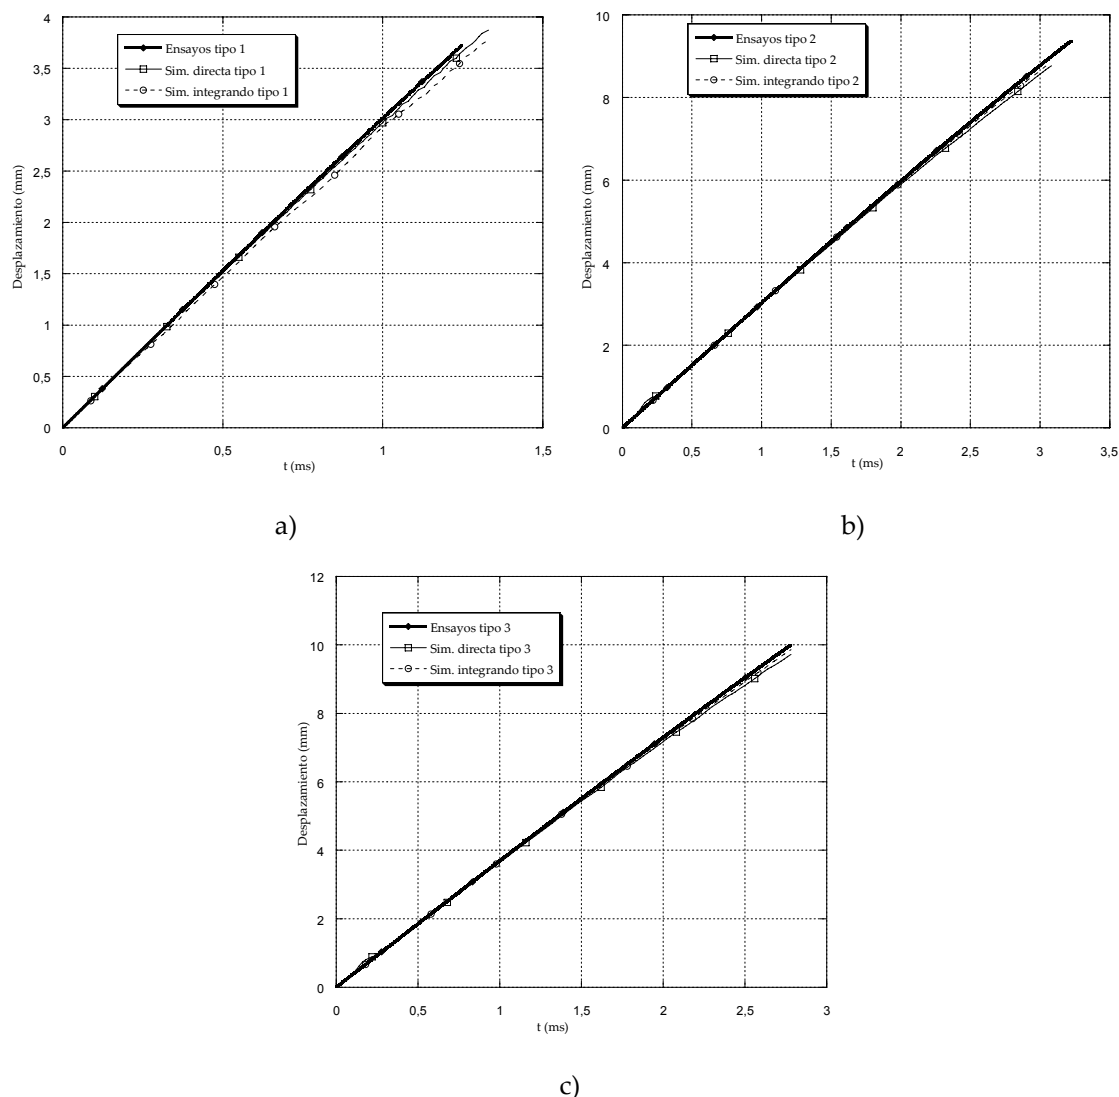 4
3,5
3
2,5
2
1,5
1
0,5
0
Desplazamiento (mm)
Ensayos tipo 1
Sim. directa tipo 1
Sim. integrando tipo 1
0 0,5 1 1,5
t (ms)
a)
10
8
6
4
2
0
Desplazamiento (mm)
Ensayos tipo 2
Sim. directa tipo 2
Sim. integrando tipo 2
0 0,5 1 1,5 2 2,5 3 3,5
t (ms)
b)
12
10
8
6
4
2
0
Desplazamiento (mm)
Ensayos tipo 3
Sim. directa tipo 3
Sim. integrando tipo 3
0 0,5 1 1,5 2 2,5 3
t (ms)
c)